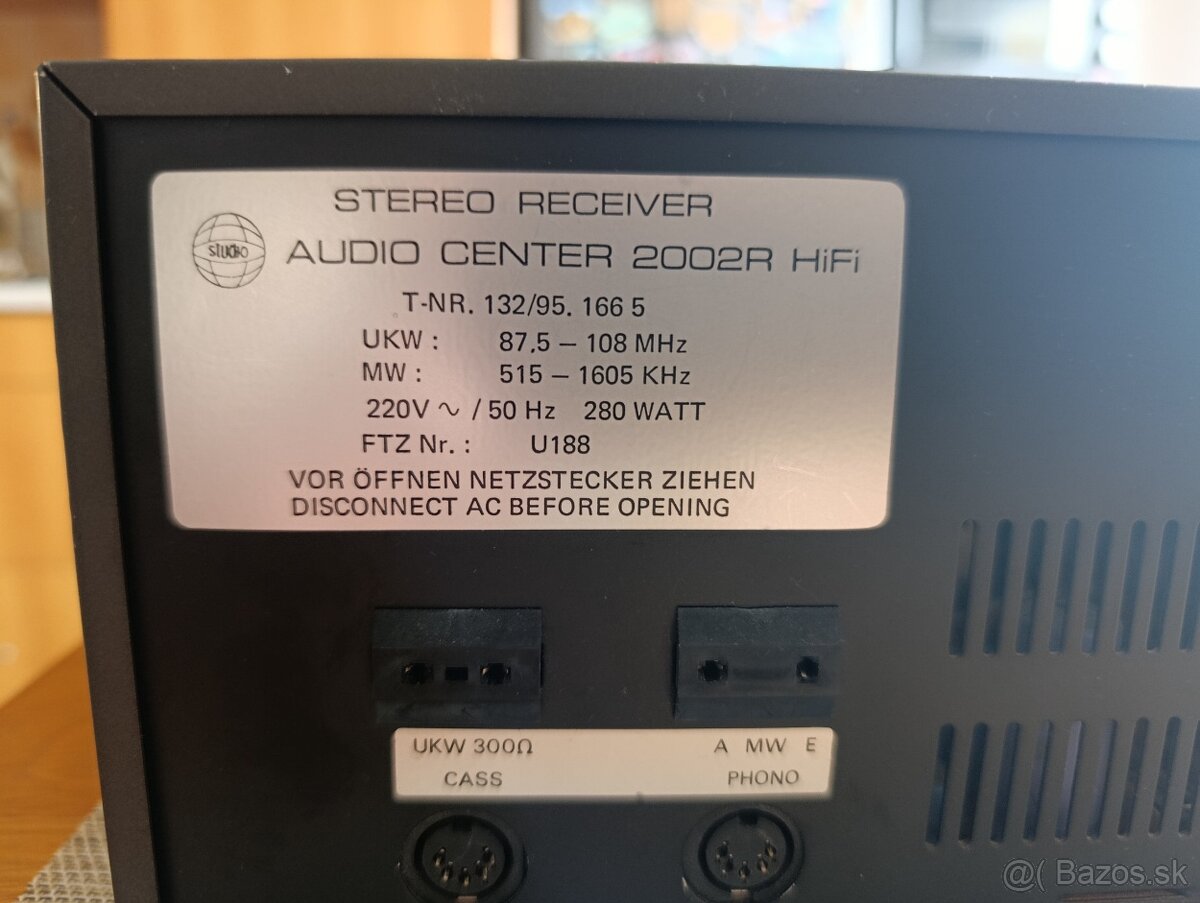 STEREO RECEIVER
studio
AUDIO CENTER 2002R HiFi
T-NR. 132/95. 166 5
UKW : 87,5 – 108 MHz
MW : 515 – 1605 KHz
220V ~ / 50 Hz 280 WATT
FTZ Nr. : U188
VOR ÖFFNEN NETZSTECKER ZIEHEN
DISCONNECT AC BEFORE OPENING
UKW 300Ω A MW E
CASS PHONO
@( Bazos.sk